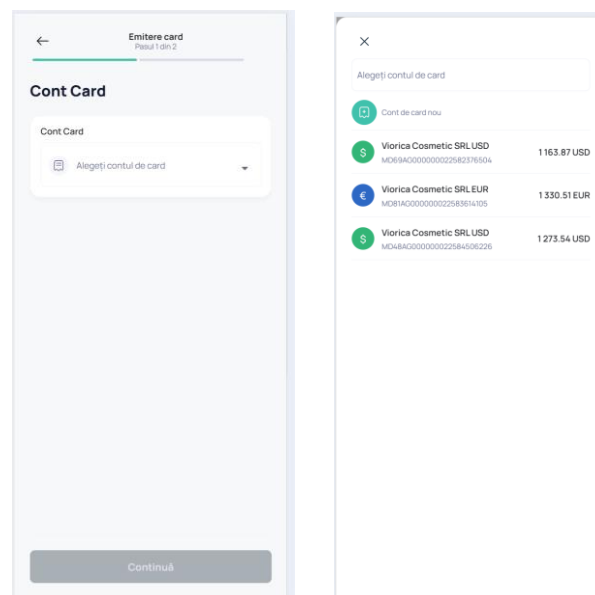 Emitere card
Pasul 1 din 2
Cont Card
Cont Card
Alegeți contul de card
Continuă
Alegeți contul de card
Cont de card nou
Viorica Cosmetic SRL USD
1 163.87 USD
MD69AG000000022582376504
Viorica Cosmetic SRL EUR
1 330.51 EUR
MD81AG000000022583614105
Viorica Cosmetic SRL USD
1 273.54 USD
MD48AG000000022584506226